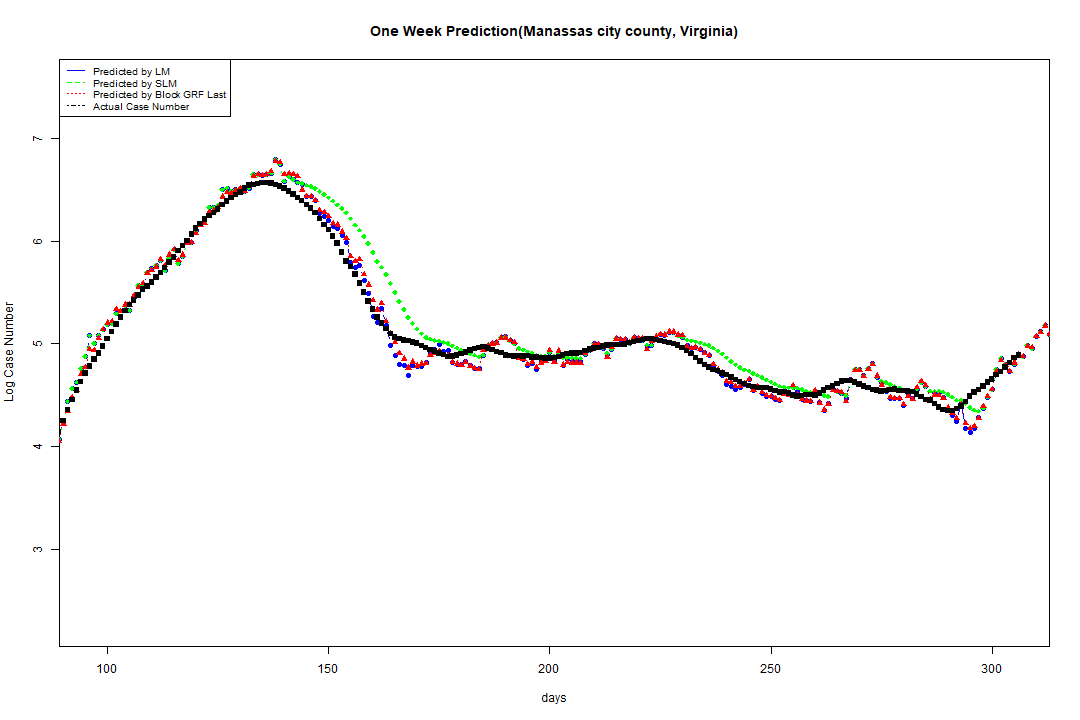 One Week Prediction(Manassas city county, Virginia)
Predicted by LM
Predicted by SLM
Predicted by Block GRF Last
Actual Case Number
Log Case Number
7
6
5
4
3
100 150 200 250 300
days